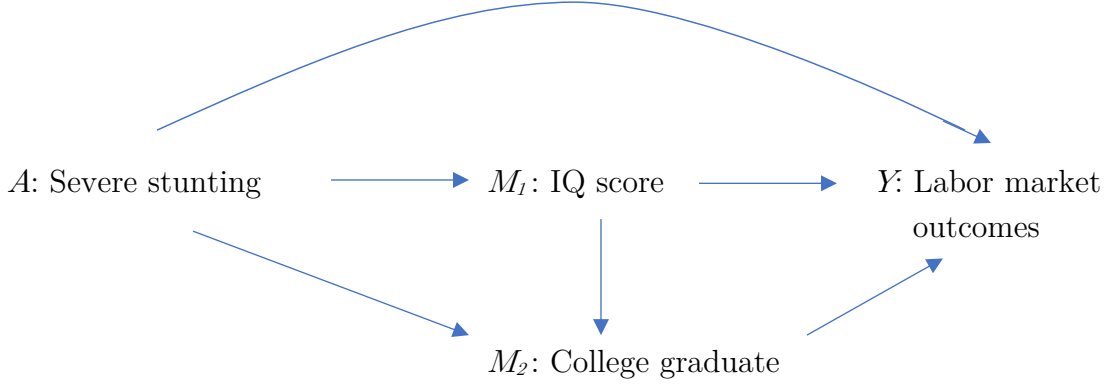 A: Severe stunting
M1: IQ score
Y: Labor market
outcomes
M2: College graduate